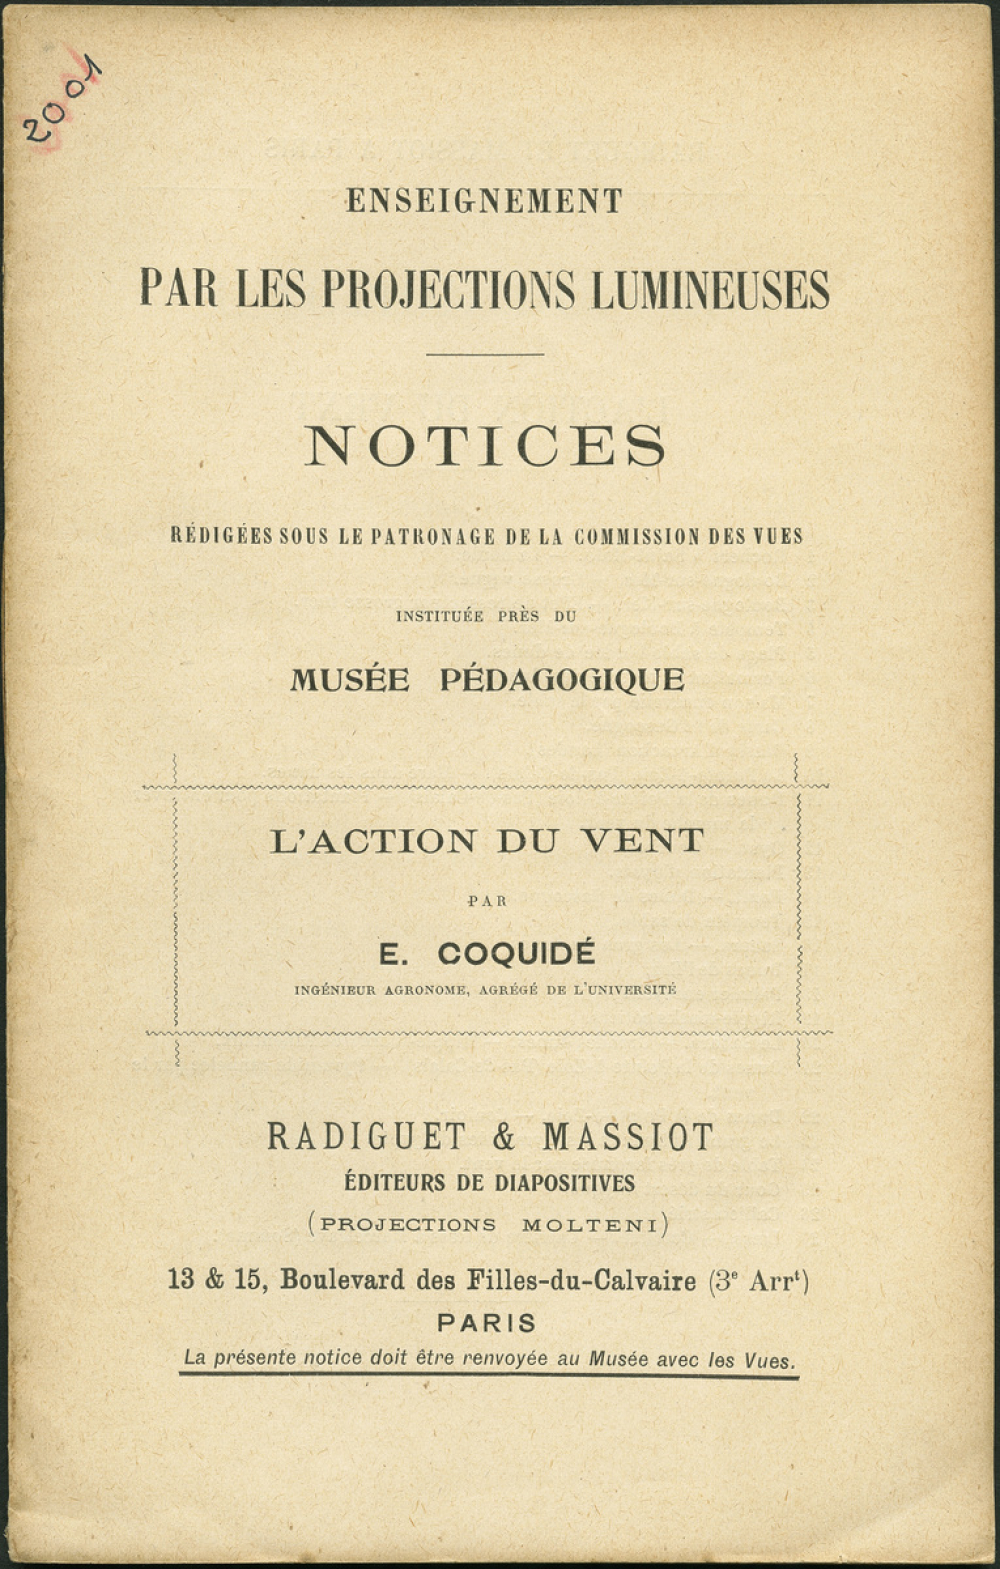 2001
ENSEIGNEMENT
PAR LES PROJECTIONS LUMINEUSES
NOTICES
RÉDIGÉES SOUS LE PATRONAGE DE LA COMMISSION DES VUES
INSTITUÉE PRÈS DU
MUSÉE PÉDAGOGIQUE
L'ACTION DU VENT
PAR
E. COQUIDÉ
INGÉNIEUR AGRONOME, AGRÉGÉ DE L'UNIVERSITÉ
RADIGUET & MASSIOT
ÉDITEURS DE DIAPOSITIVES
(PROJECTIONS MOLTENI)
13 & 15, Boulevard des Filles-du-Calvaire (3e Arrt)
PARIS
La présente notice doit être renvoyée au Musée avec les Vues.